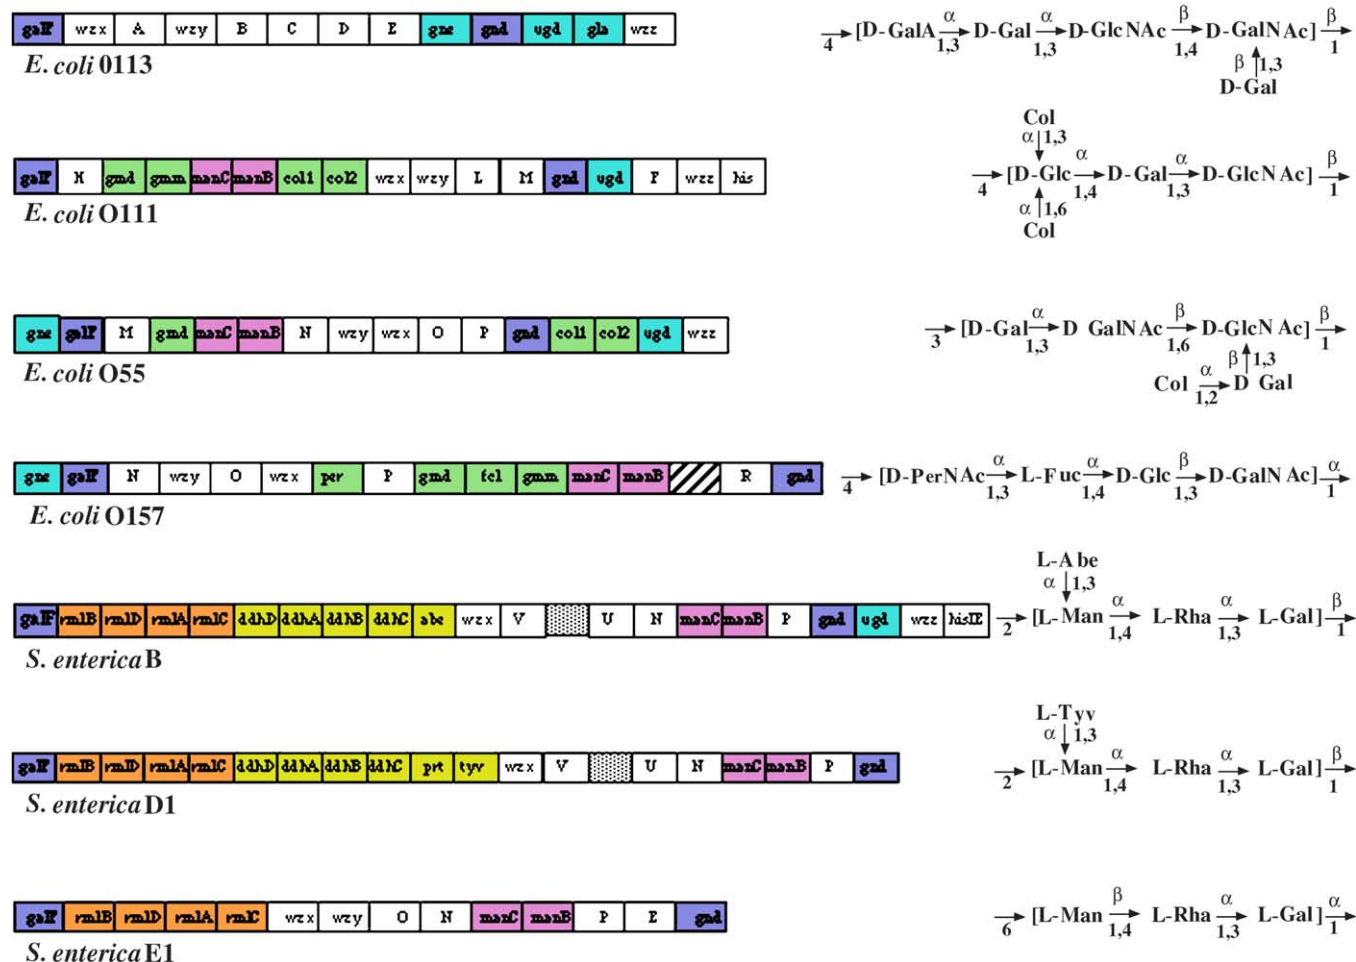 galF wzx A wzy B C D E gne gnd ugd gla wzz
E. coli 0113
4 [D-GalA α 1,3 D-Gal α 1,3 D-GlcNAc β 1,4 D-GalNAc] β 1
β 1,3
D-Gal
Col
α 1,3
galF H gmd gmm manC manB col1 col2 wzx wzy L M gnd ugd F wzz his
E. coli O111
4 [D-Glc α 1,4 D-Gal α 1,3 D-GlcNAc] β 1
α 1,6
Col
gne galF M gmd manC manB N wzy wzx O P gnd col1 col2 ugd wzz
E. coli O55
3 [D-Gal α 1,3 D GalNAc β 1,6 D-GlcNAc] β 1
β 1,3
Col α 1,2 D Gal
gne galF N wzy O wzx per P gmd fcl gmm manC manB R gnd
E. coli O157
4 [D-PerNAc α 1,3 L-Fuc α 1,4 D-Glc β 1,3 D-GalNAc] α 1
L-Abe
α 1,3
galF rmlB rmlD rmlA rmlC ddhD ddhA ddhB ddhC abe wzx V U N manC manB P gnd ugd wzz hisIE
S. enterica B
2 [L-Man α 1,4 L-Rha α 1,3 L-Gal] β 1
L-Tyv
α 1,3
galF rmlB rmlD rmlA rmlC ddhD ddhA ddhB ddhC prt tyv wzx V U N manC manB P gnd
S. enterica D1
2 [L-Man α 1,4 L-Rha α 1,3 L-Gal] β 1
galF rmlB rmlD rmlA rmlC wzx wzy O N manC manB P E gnd
S. enterica E1
6 [L-Man β 1,4 L-Rha α 1,3 L-Gal] α 1